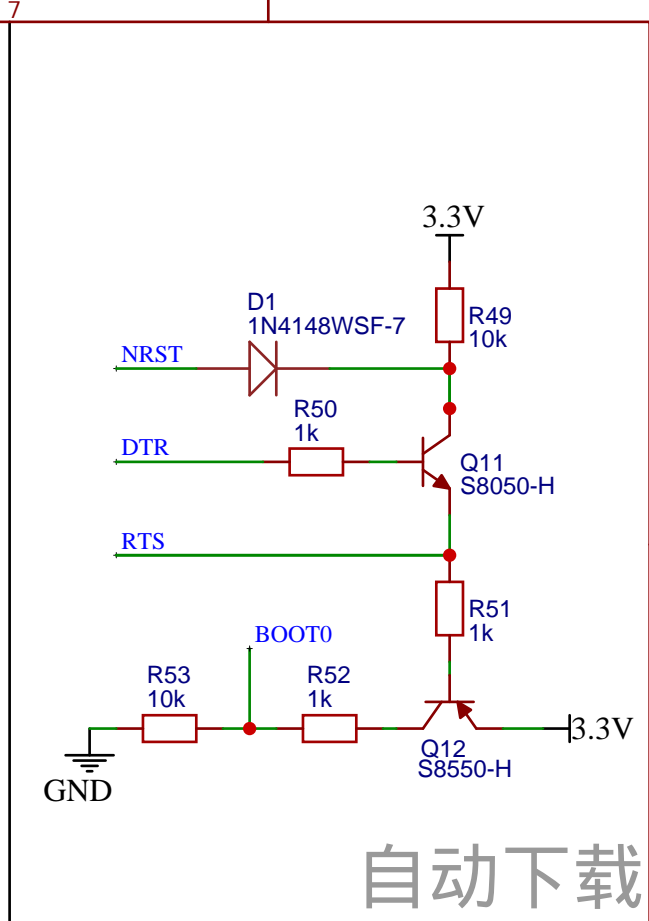 7
3.3V
D1
1N4148WSF-7
R49
10k
NRST
R50
1k
DTR
Q11
S8050-H
RTS
R51
1k
BOOT0
R53
10k
R52
1k
3.3V
Q12
S8550-H
GND
自动下载